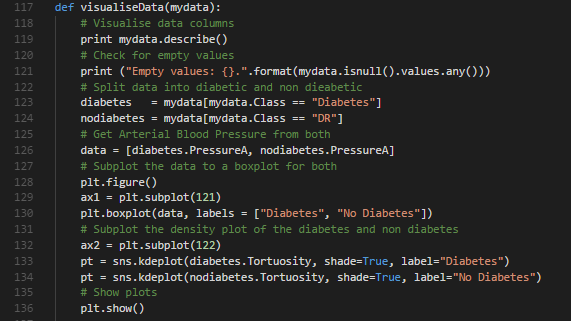 117 def visualiseData(mydata):
118 # Visualise data columns
119 print mydata.describe()
120 # Check for empty values
121 print ("Empty values: {}.".format(mydata.isnull().values.any()))
122 # Split data into diabetic and non dieabetic
123 diabetes = mydata[mydata.Class == "Diabetes"]
124 nodiabetes = mydata[mydata.Class == "DR"]
125 # Get Arterial Blood Pressure from both
126 data = [diabetes.PressureA, nodiabetes.PressureA]
127 # Subplot the data to a boxplot for both
128 plt.figure()
129 ax1 = plt.subplot(121)
130 plt.boxplot(data, labels = ["Diabetes", "No Diabetes"])
131 # Subplot the density plot of the diabetes and non diabetes
132 ax2 = plt.subplot(122)
133 pt = sns.kdeplot(diabetes.Tortuosity, shade=True, label="Diabetes")
134 pt = sns.kdeplot(nodiabetes.Tortuosity, shade=True, label="No Diabetes")
135 # Show plots
136 plt.show()